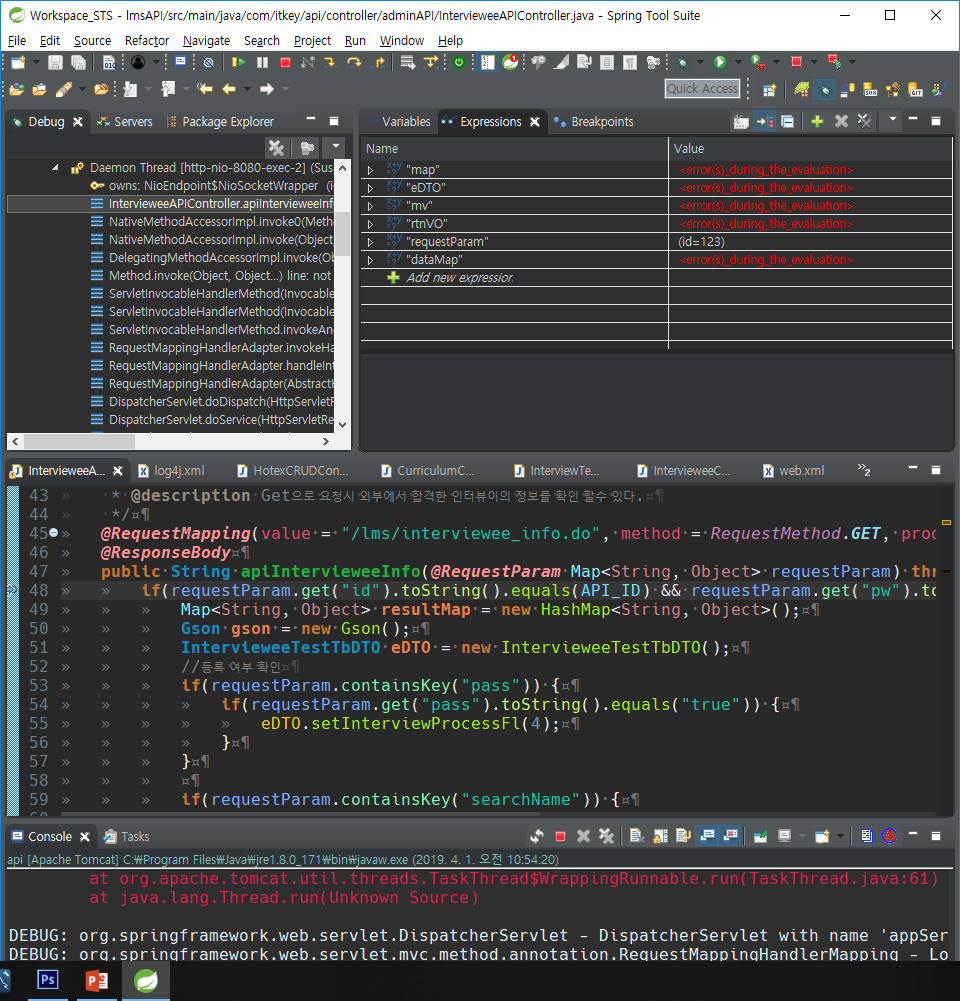 Workspace_STS - lmsAPI/src/main/java/com/itkey/api/controller/adminAPI/IntervieweeAPIController.java - Spring Tool Suite
File Edit Source Refactor Navigate Search Project Run Window Help
Quick Access
Debug Servers Package Explorer
Daemon Thread [http-nio-8080-exec-2] (Sus
owns: NioEndpoint$NioSocketWrapper (i
IntervieweeAPIController.apiIntervieweeInf
NativeMethodAccessorImpl.invoke0(Meth
NativeMethodAccessorImpl.invoke(Object,
DelegatingMethodAccessorImpl.invoke(Ob
Method.invoke(Object, Object...) line: not
ServletInvocableHandlerMethod(Invocable
ServletInvocableHandlerMethod(Invocable
ServletInvocableHandlerMethod.invokeAn
RequestMappingHandlerAdapter.invokeHa
RequestMappingHandlerAdapter.handleInt
RequestMappingHandlerAdapter(AbstractH
DispatcherServlet.doDispatch(HttpServletR
DispatcherServlet.doService(HttpServletRe
Variables Expressions Breakpoints
Name Value
"map" <error(s)_during_the_evaluation>
"eDTO" <error(s)_during_the_evaluation>
"mv" <error(s)_during_the_evaluation>
"rtnVO" <error(s)_during_the_evaluation>
"requestParam" (id=123)
"dataMap" <error(s)_during_the_evaluation>
Add new expression
IntervieweeA... log4j.xml HotexCRUDCon... CurriculumC... InterviewTe... IntervieweeC... web.xml »2
43 » * @description Get으로 요청시 외부에서 합격한 인터뷰이의 정보를 확인 할수 있다.¤¶
44 » */¤¶
45 » @RequestMapping(value = "/lms/interviewee_info.do", method = RequestMethod.GET, prod
46 » @ResponseBody¤¶
47 » public String apiIntervieweeInfo(@RequestParam Map<String, Object> requestParam) thr
48 » » if(requestParam.get("id").toString().equals(API_ID) && requestParam.get("pw").to
49 » » » Map<String, Object> resultMap = new HashMap<String, Object>();¤¶
50 » » » Gson gson = new Gson();¤¶
51 » » » IntervieweeTestTbDTO eDTO = new IntervieweeTestTbDTO();¤¶
52 » » » //등록 여부 확인¤¶
53 » » » if(requestParam.containsKey("pass")) {¤¶
54 » » » » if(requestParam.get("pass").toString().equals("true")) {¤¶
55 » » » » » eDTO.setInterviewProcessFl(4);¤¶
56 » » » » }¤¶
57 » » » }¤¶
58 » » » ¤¶
59 » » » if(requestParam.containsKey("searchName")) {¤¶
Console Tasks
api [Apache Tomcat] C:₩Program Files₩Java₩jre1.8.0_171₩bin₩javaw.exe (2019. 4. 1. 오전 10:54:20)
at org.apache.tomcat.util.threads.TaskThread$WrappingRunnable.run(TaskThread.java:61)
at java.lang.Thread.run(Unknown Source)
DEBUG: org.springframework.web.servlet.DispatcherServlet - DispatcherServlet with name 'appSer
DEBUG: org.springframework.web.servlet.mvc.method.annotation.RequestMappingHandlerMapping - Lo
Ps P